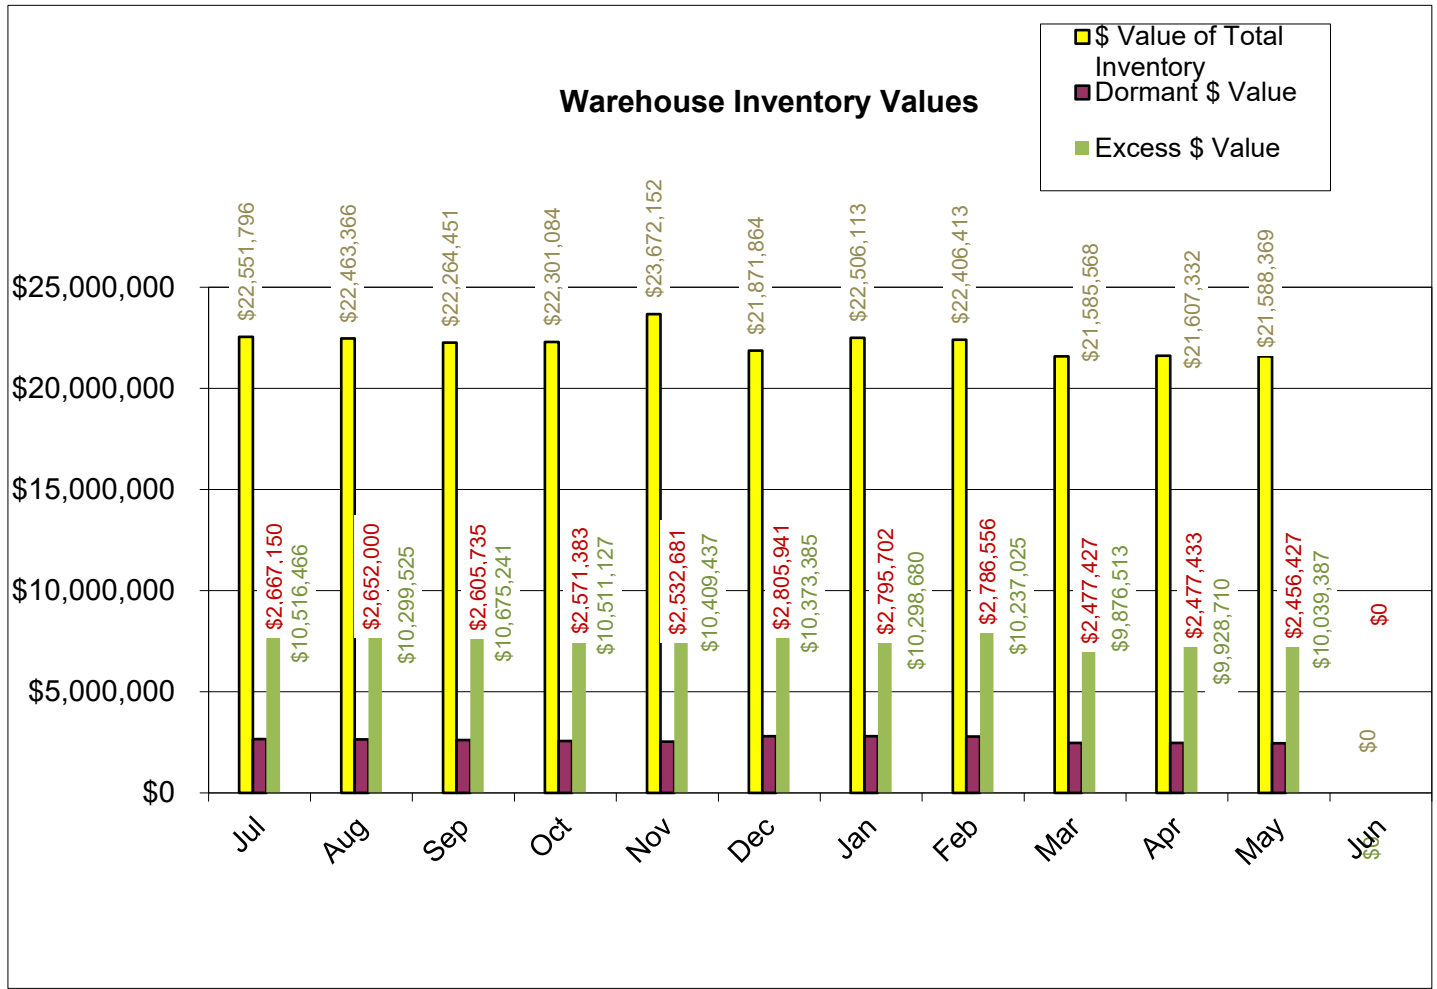 $ Value of Total
Inventory
Dormant $ Value
Excess $ Value
Warehouse Inventory Values
$25,000,000
$20,000,000
$15,000,000
$10,000,000
$5,000,000
$0
$22,551,796
$22,463,366
$22,264,451
$22,301,084
$23,672,152
$21,871,864
$22,506,113
$22,406,413
$21,585,568
$21,607,332
$21,588,369
$0
$2,667,150
$2,652,000
$2,605,735
$2,571,383
$2,532,681
$2,805,941
$2,795,702
$2,786,556
$2,477,427
$2,477,433
$2,456,427
$0
$10,516,466
$10,299,525
$10,675,241
$10,511,127
$10,409,437
$10,373,385
$10,298,680
$10,237,025
$9,876,513
$9,928,710
$10,039,387
$0
Jul
Aug
Sep
Oct
Nov
Dec
Jan
Feb
Mar
Apr
May
Jun